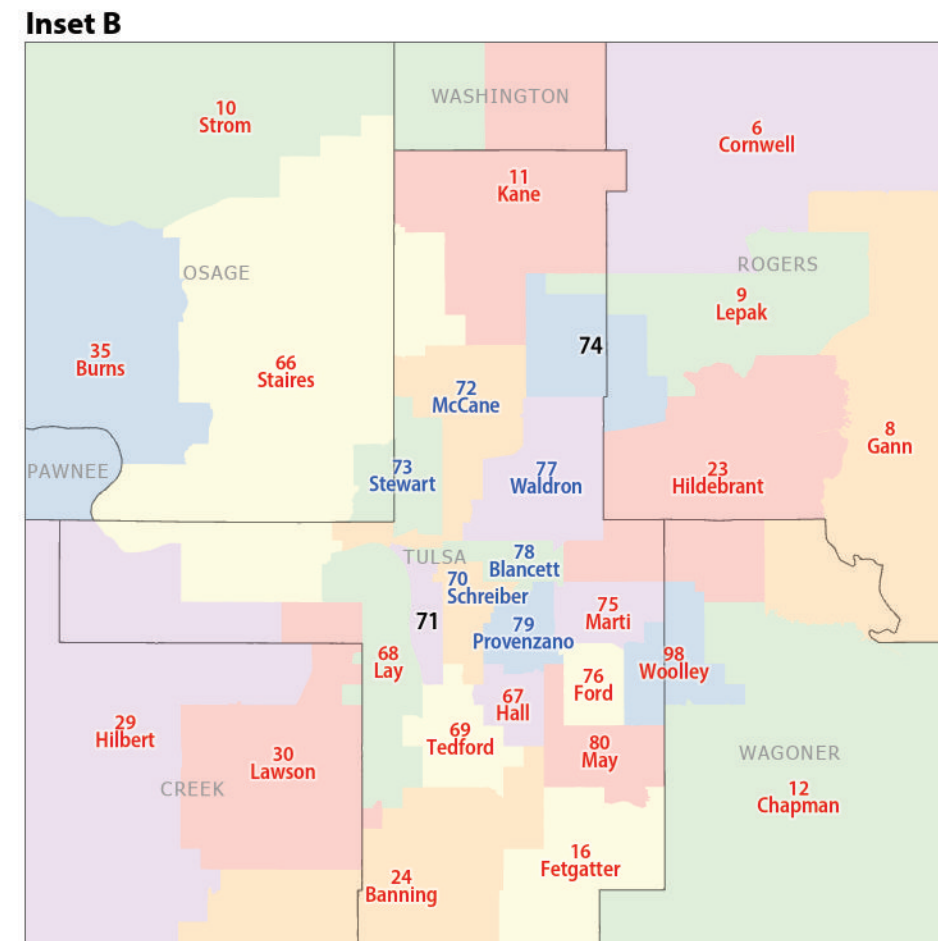 Inset B
10
Strom
WASHINGTON
6
Cornwell
11
Kane
OSAGE
ROGERS
9
Lepak
35
Burns
66
Staires
74
72
McCane
8
Gann
PAWNEE
73
Stewart
77
Waldron
23
Hildebrant
TULSA
78
Blancett
70
Schreiber
71
79
Provenzano
75
Marti
68
Lay
98
Woolley
76
Ford
67
Hall
29
Hilbert
69
Tedford
30
Lawson
80
May
WAGONER
CREEK
12
Chapman
16
Fetgatter
24
Banning